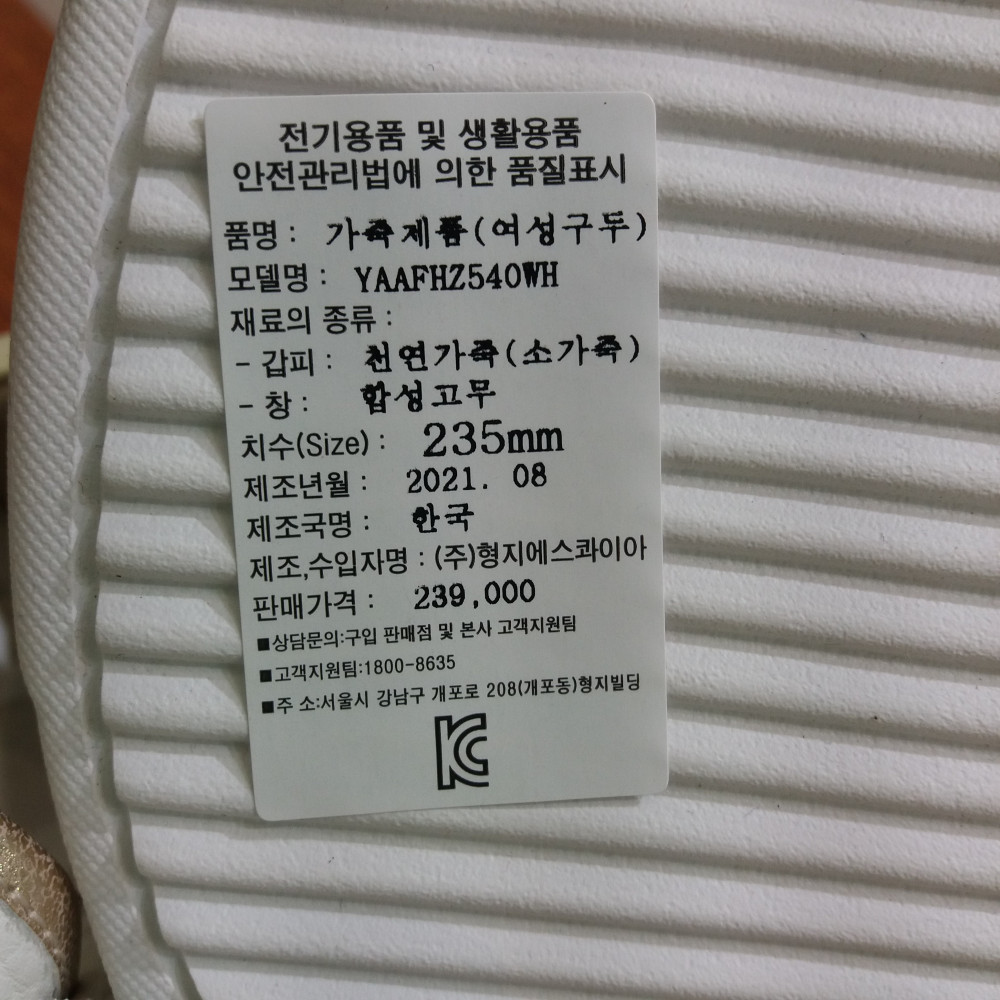 전기용품 및 생활용품
안전관리법에 의한 품질표시
품명 : 가죽제품(여성구두)
모델명 : YAAFHZ540WH
재료의 종류 :
- 갑피 : 천연가죽(소가죽)
- 창 : 합성고무
치수(Size) : 235mm
제조년월 : 2021. 08
제조국명 : 한국
제조,수입자명 : (주)형지에스콰이아
판매가격 : 239,000
■상담문의:구입 판매점 및 본사 고객지원팀
■고객지원팀:1800-8635
■주 소:서울시 강남구 개포로 208(개포동)형지빌딩
KC